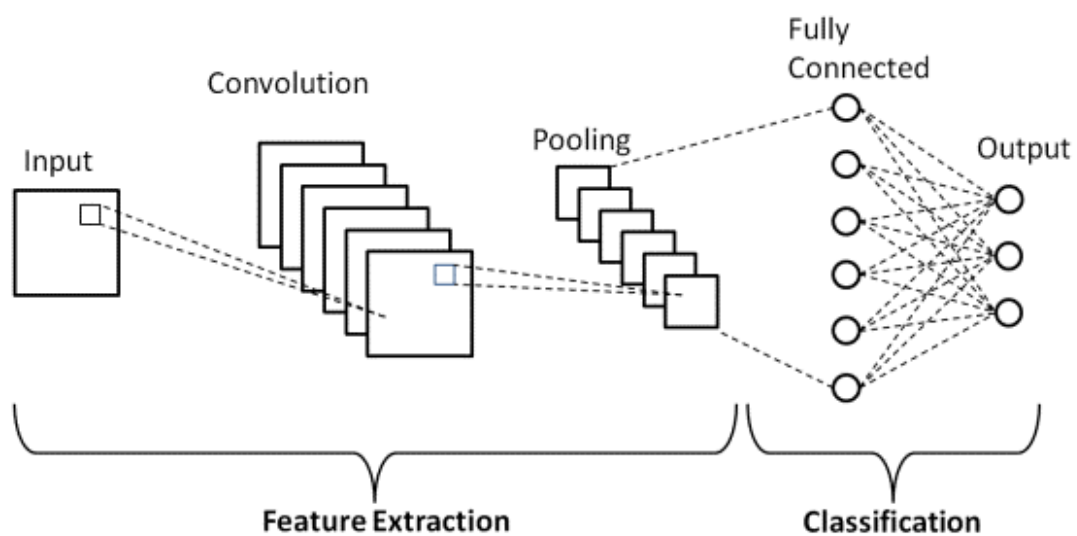 Input
Convolution
Pooling
Fully
Connected
Output
Feature Extraction
Classification